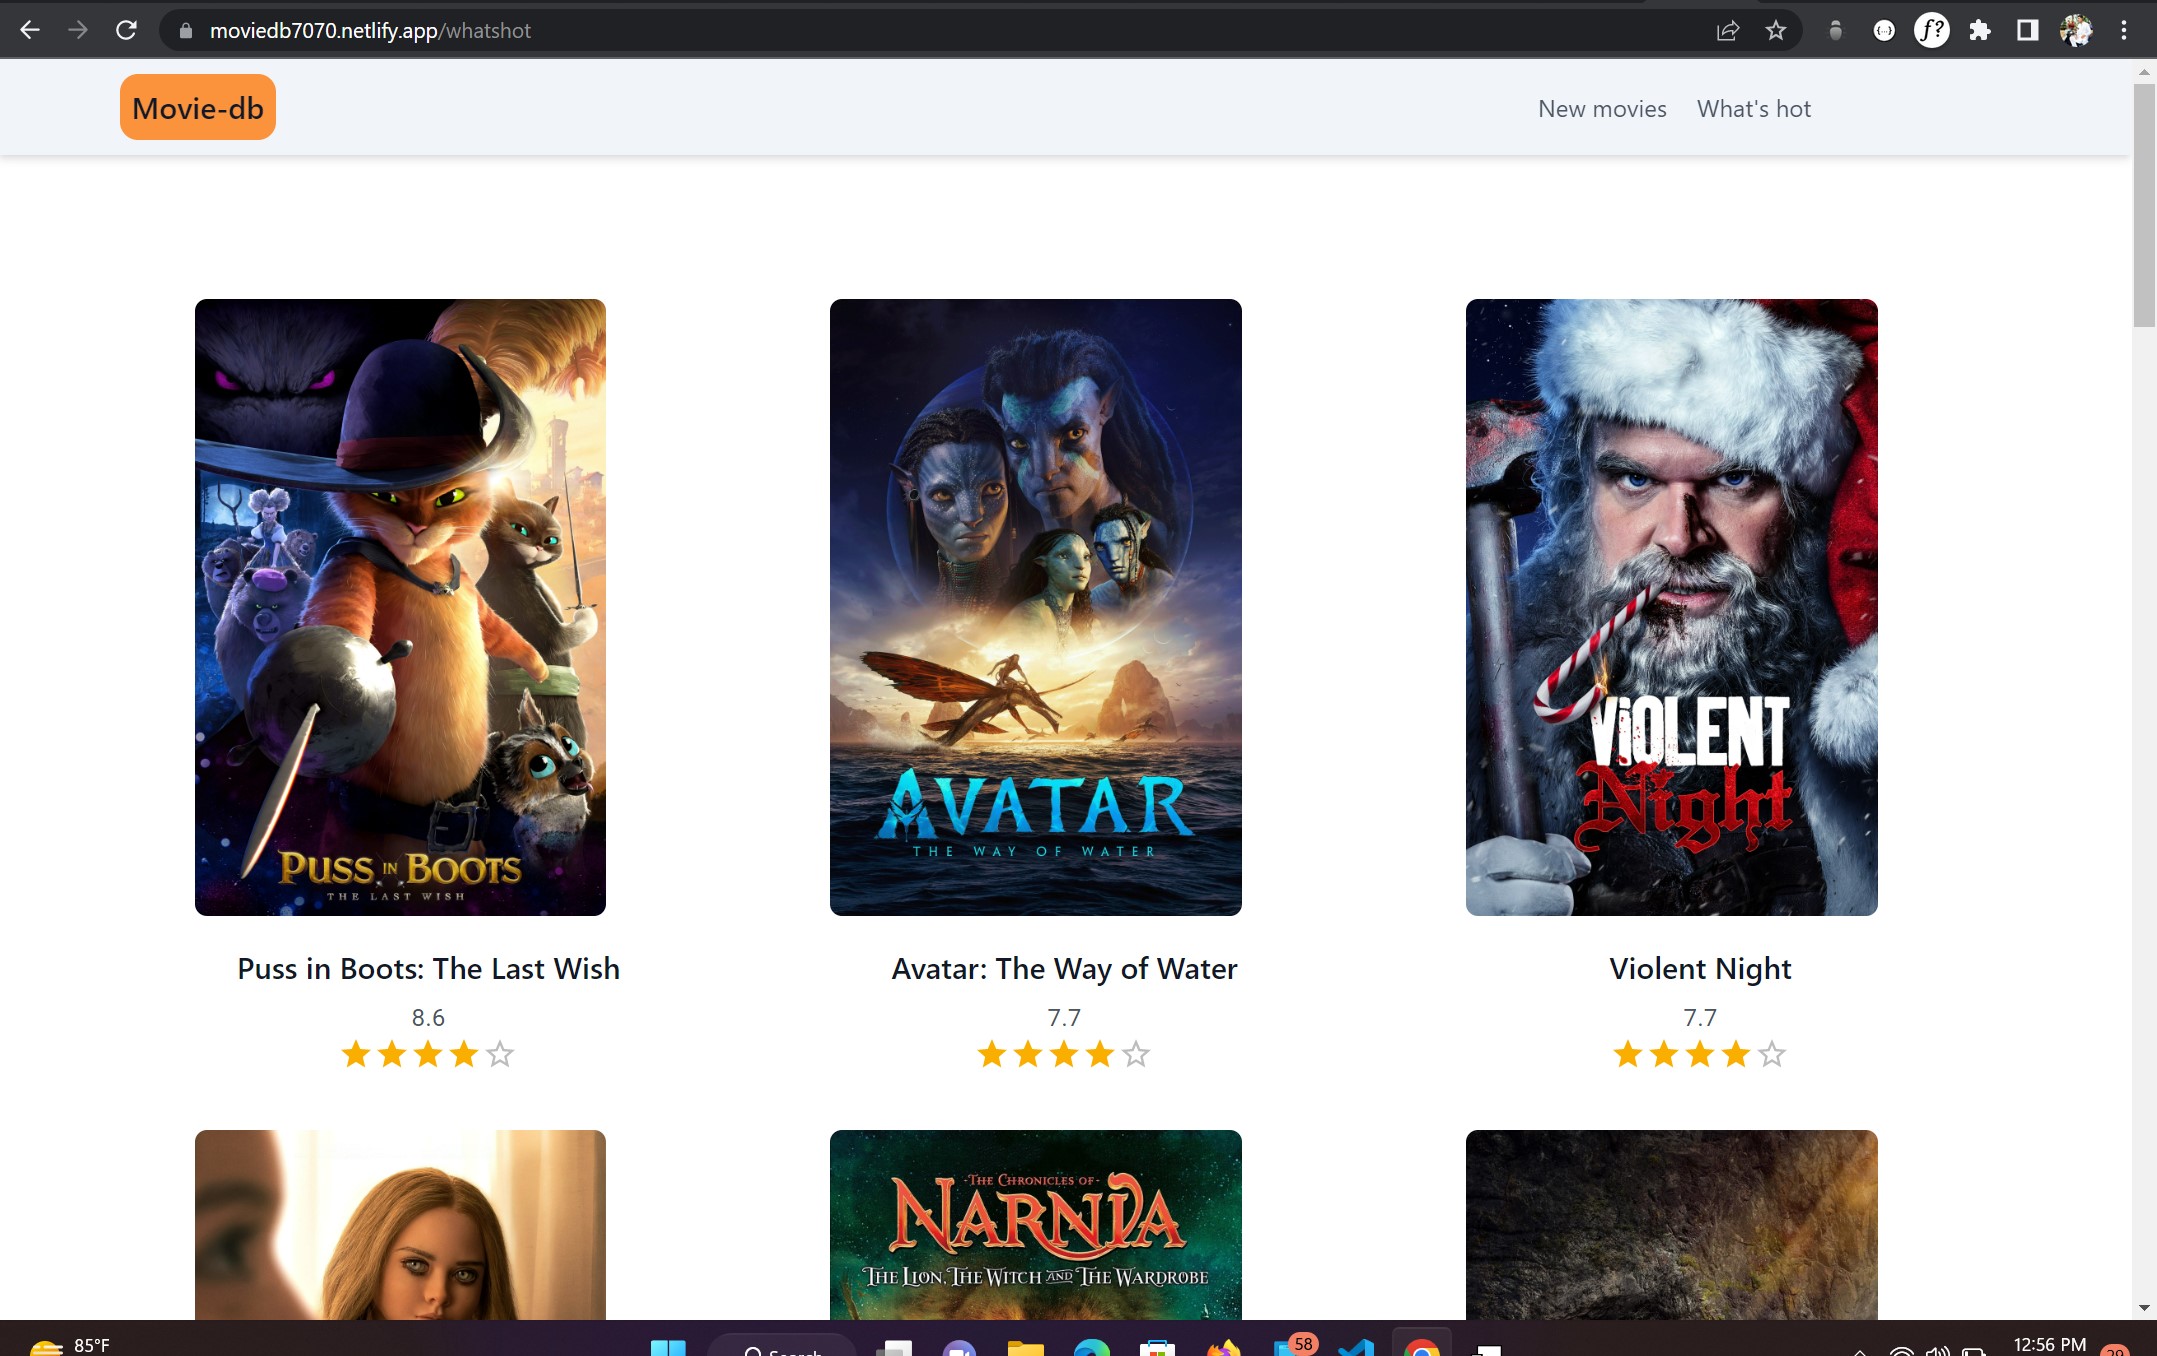 moviedb7070.netlify.app/whatshot
f?
Movie-db
New movies
What's hot
PUSS IN BOOTS
THE LAST WISH
AVATAR
THE WAY OF WATER
VIOLENT
Night
Puss in Boots: The Last Wish
Avatar: The Way of Water
Violent Night
8.6
7.7
7.7
THE CHRONICLES OF
NARNIA
THE LION, THE WITCH AND THE WARDROBE
85°F
Search
58
12:56 PM
29